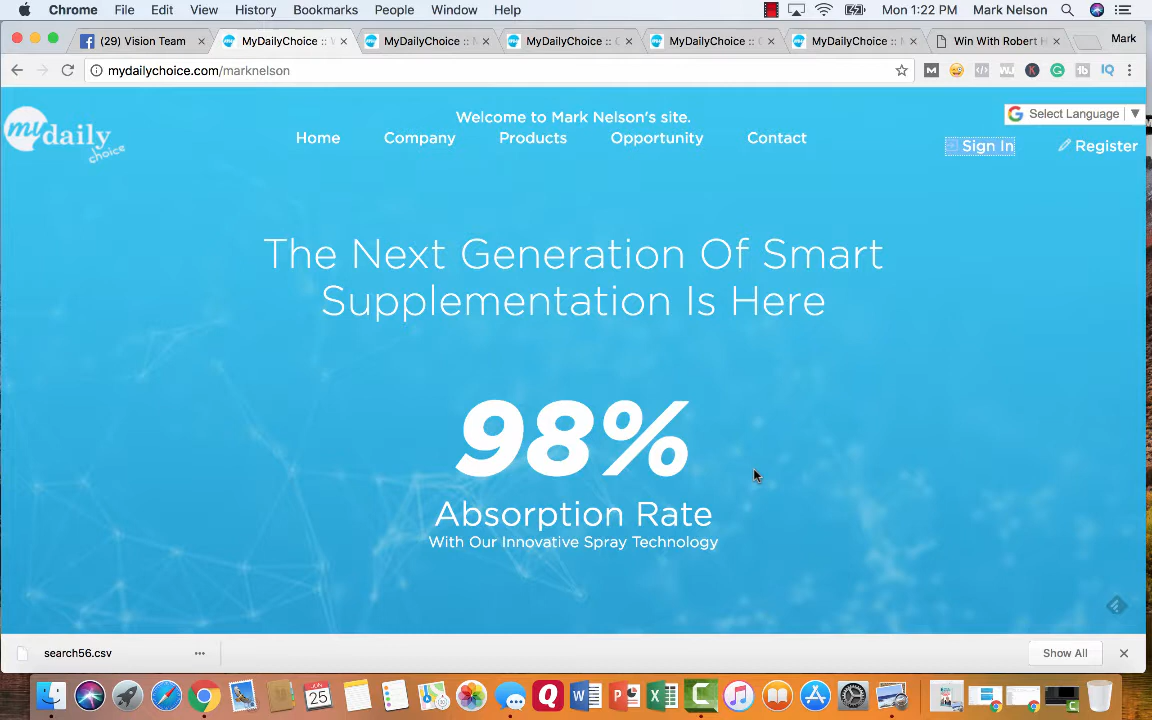 Chrome File Edit View History Bookmarks People Window Help Mon 1:22 PM Mark Nelson
(29) Vision Team MyDailyChoice :: MyDailyChoice :: MyDailyChoice :: MyDailyChoice :: MyDailyChoice :: Win With Robert Mark
mydailychoice.com/marknelson
Welcome to Mark Nelson's site.
Select Language
my daily choice
Home Company Products Opportunity Contact
Sign In Register
The Next Generation Of Smart
Supplementation Is Here
98%
Absorption Rate
With Our Innovative Spray Technology
search56.csv Show All
JUN
25